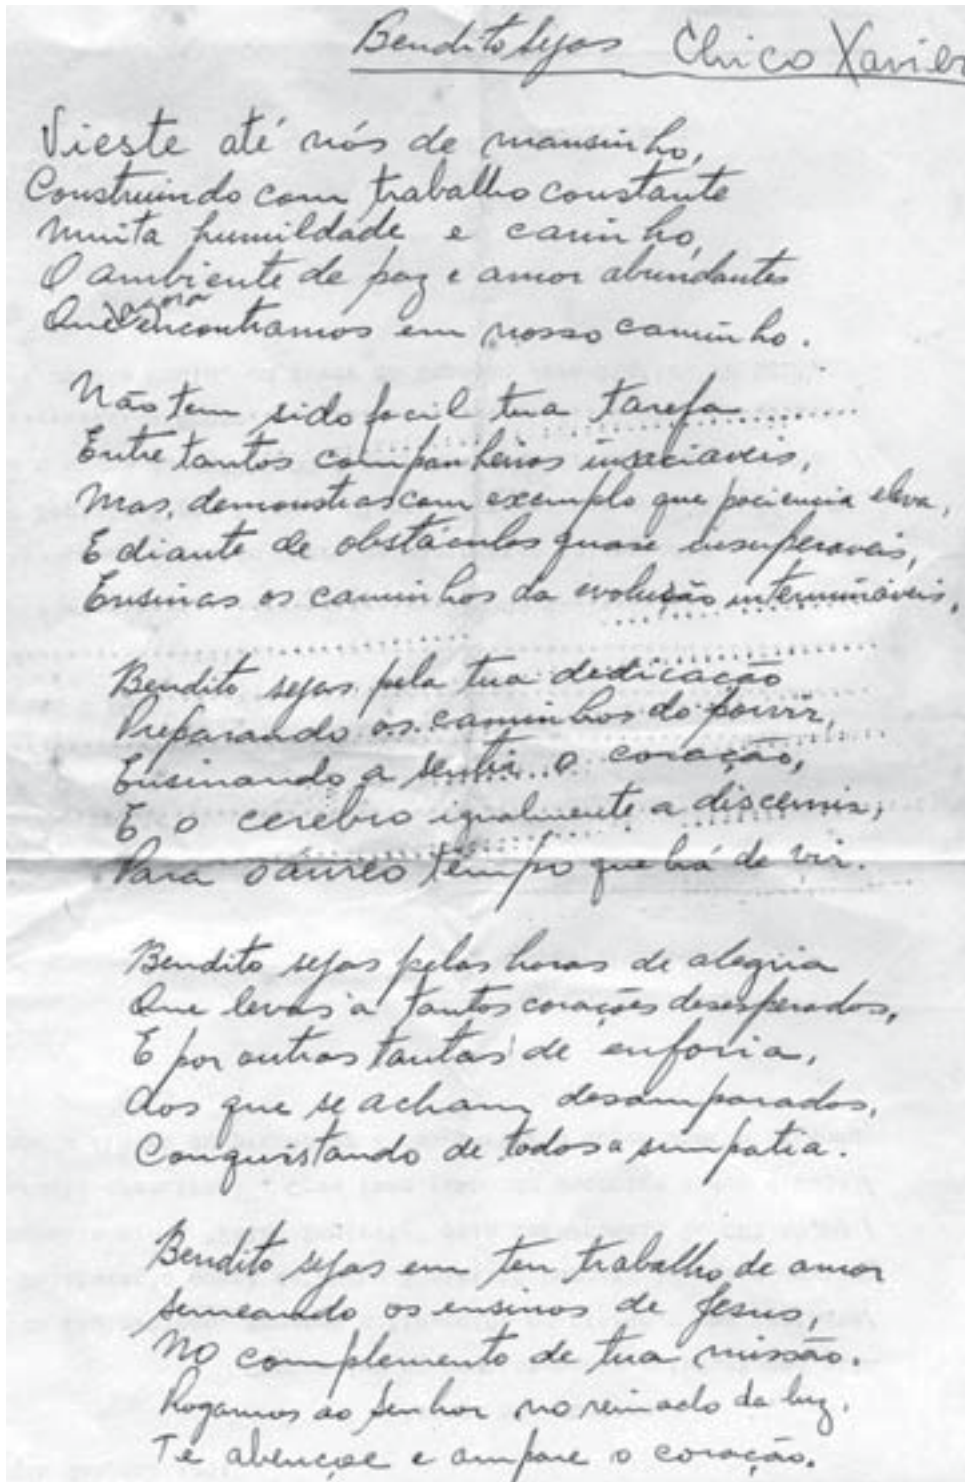 Bendito sejas Chico Xavier
Vieste até nós de mansinho,
Construindo com trabalho constante
Muita humildade e carinho,
O ambiente de paz e amor abundantes
Que agora encontramos em nosso caminho.
Não tem sido facil tua tarefa
Entre tantos companheiros insaciaveis,
Mas, demonstras com exemplo que paciencia eleva,
E diante de obstáculos quase insuperaveis,
Ensinas os caminhos da evolução intermináveis,
Bendito sejas pela tua dedicação
Preparando os caminhos do porvir,
Ensinando a sentir o coração,
E o cerebro igualmente a discernir,
Para o aureo tempo que há de vir.
Bendito sejas pelas horas de alegria
Que levas a tantos corações desesperados,
E por outras tantas de euforia,
Aos que se acham desamparados,
Conquistando de todos a simpatia.
Bendito sejas em teu trabalho de amor
Semeando os ensinos de Jesus,
No complemento de tua missão.
Rogamos ao Senhor no reinado da luz,
Te abençoe e ampare o coração.